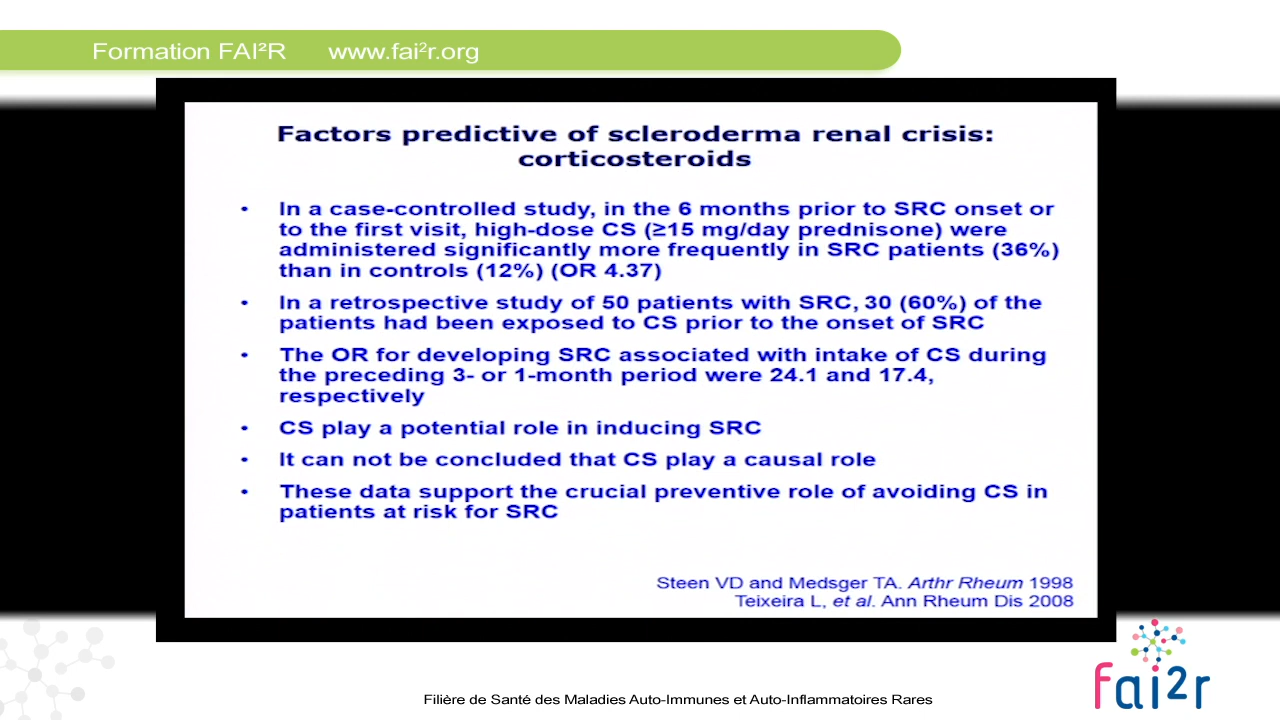 Formation FAI²R www.fai²r.org
Factors predictive of scleroderma renal crisis:
corticosteroids
• In a case-controlled study, in the 6 months prior to SRC onset or
to the first visit, high-dose CS (≥15 mg/day prednisone) were
administered significantly more frequently in SRC patients (36%)
than in controls (12%) (OR 4.37)
• In a retrospective study of 50 patients with SRC, 30 (60%) of the
patients had been exposed to CS prior to the onset of SRC
• The OR for developing SRC associated with intake of CS during
the preceding 3- or 1-month period were 24.1 and 17.4,
respectively
• CS play a potential role in inducing SRC
• It can not be concluded that CS play a causal role
• These data support the crucial preventive role of avoiding CS in
patients at risk for SRC
Steen VD and Medsger TA. Arthr Rheum 1998
Teixeira L, et al. Ann Rheum Dis 2008
Filière de Santé des Maladies Auto-Immunes et Auto-Inflammatoires Rares
fai2r